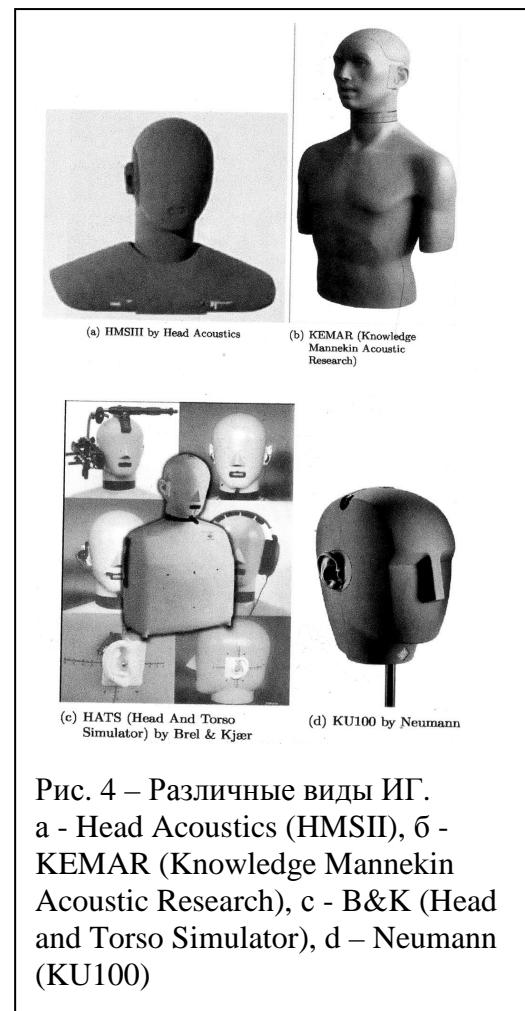 (a) HMSIII by Head Acoustics
(b) KEMAR (Knowledge
Mannekin Acoustic
Research)
(c) HATS (Head And Torso
Simulator) by Brel & Kjær
(d) KU100 by Neumann
Рис. 4 – Различные виды ИГ.
а - Head Acoustics (HMSII), б -
KEMAR (Knowledge Mannekin
Acoustic Research), с - B&K (Head
and Torso Simulator), d – Neumann
(KU100)